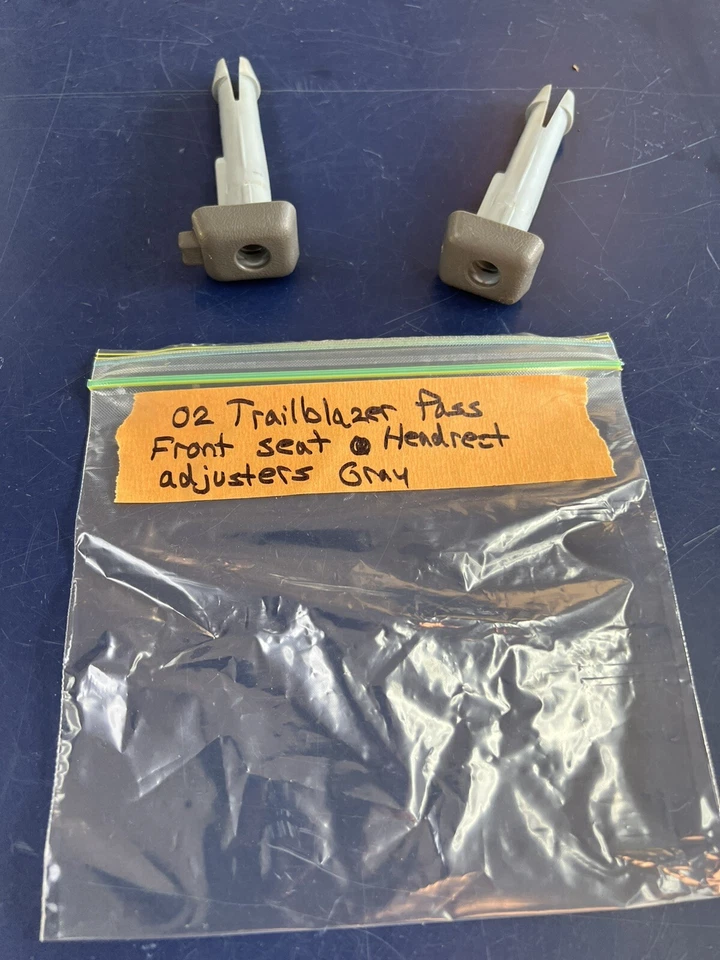 02 Trailblazer Pass
Front seat Headrest
adjusters Gray